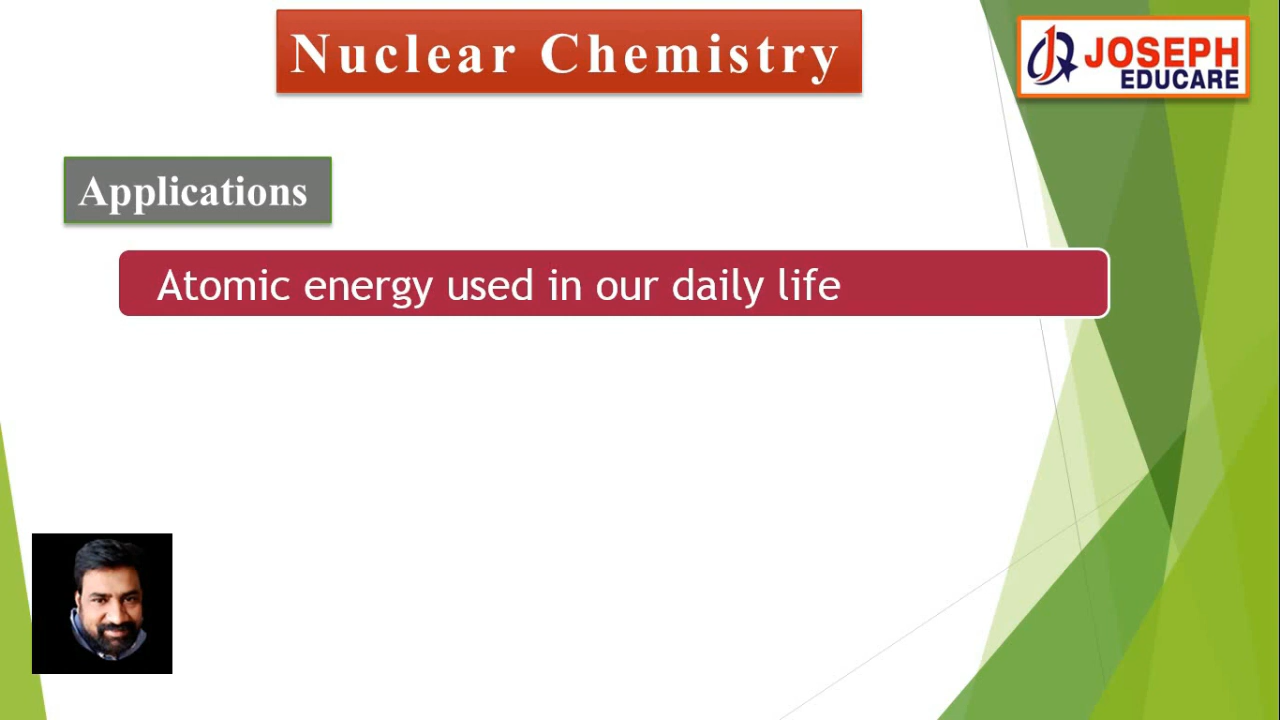 Nuclear Chemistry
JOSEPH
EDUCARE
Applications
Atomic energy used in our daily life